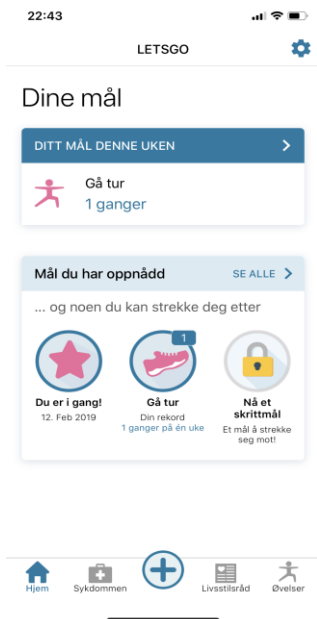 22:43
LETSGO
Dine mål
DITT MÅL DENNE UKEN
Gå tur
1 ganger
Mål du har oppnådd
SE ALLE
... og noen du kan strekke deg etter
1
Du er i gang!
12. Feb 2019
Gå tur
Din rekord
1 ganger på én uke
Nå et
skrittmål
Et mål å strekke
seg mot!
Hjem
Sykdommen
Livsstilsråd
Øvelser